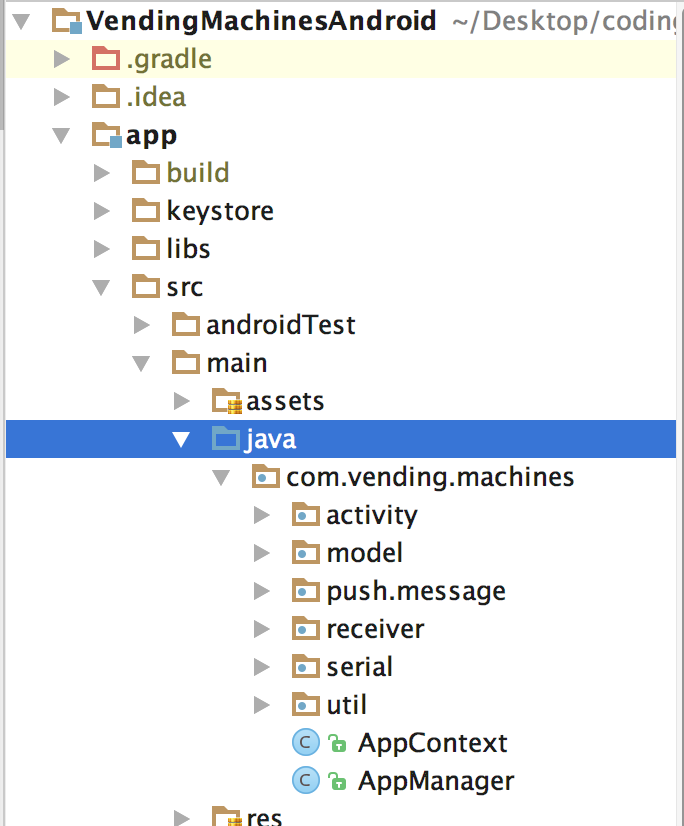 VendingMachinesAndroid ~/Desktop/coding
.gradle
.idea
app
build
keystore
libs
src
androidTest
main
assets
java
com.vending.machines
activity
model
push.message
receiver
serial
util
C AppContext
C AppManager
res